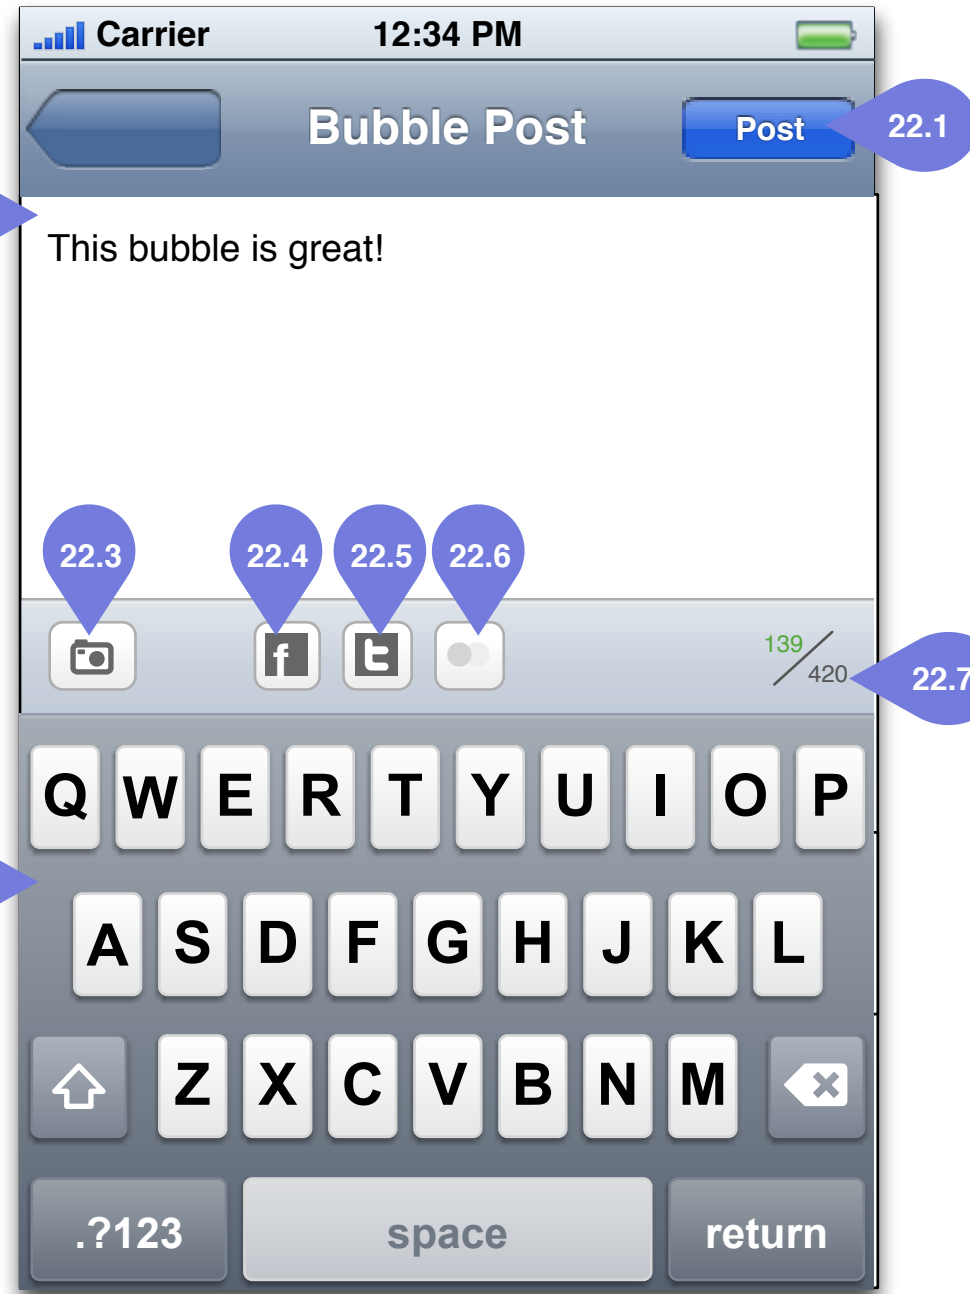 Carrier 12:34 PM
Bubble Post Post 22.1
This bubble is great!
22.3 22.4 22.5 22.6
f t 139/420 22.7
Q W E R T Y U I O P
A S D F G H J K L
Z X C V B N M
.?123 space return